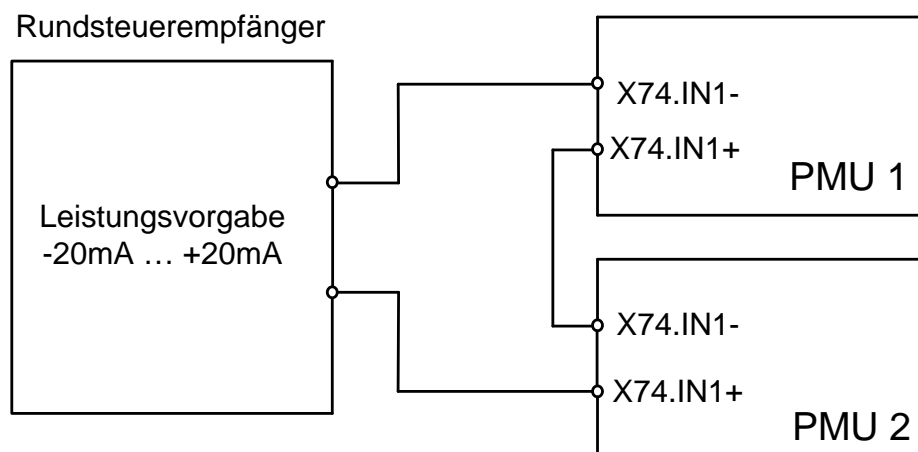 Rundsteuerempfänger
Leistungsvorgabe
-20mA … +20mA
X74.IN1-
X74.IN1+
PMU 1
X74.IN1-
X74.IN1+
PMU 2